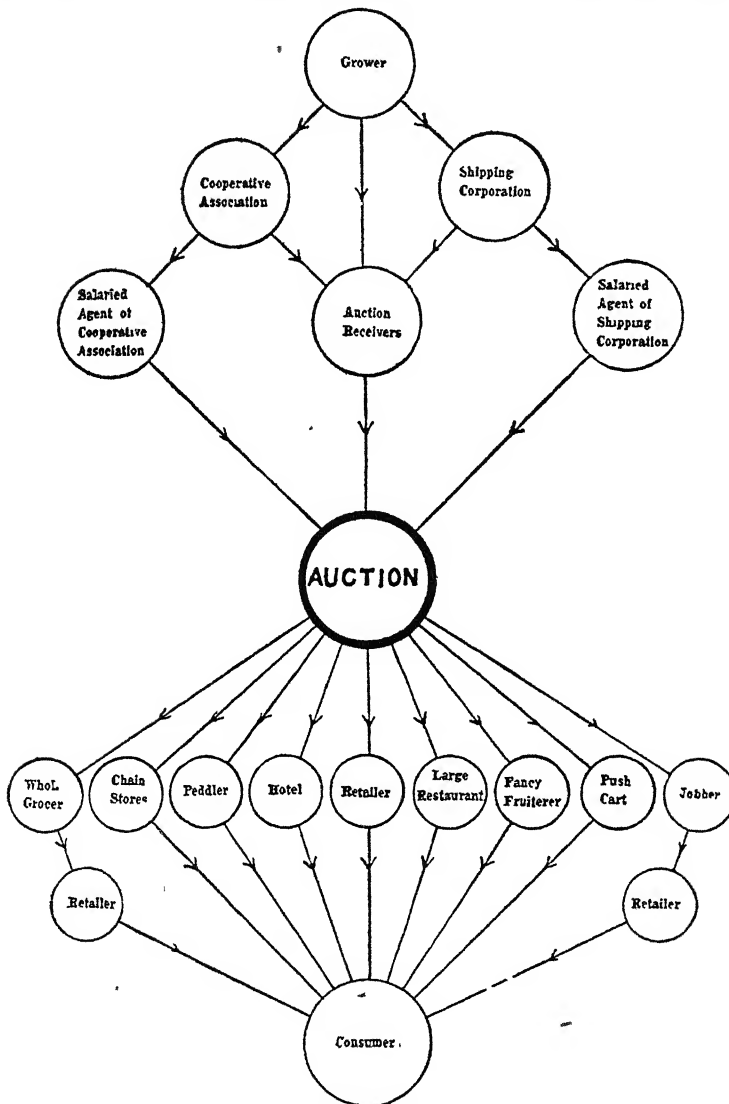 Grower
Cooperative
Association
Shipping
Corporation
Salaried
Agent of
Cooperative
Association
Auction
Receivers
Salaried
Agent of
Shipping
Corporation
AUCTION
Whol.
Grocer
Chain
Stores
Peddler
Hotel
Retailer
Large
Restaurant
Fancy
Fruiterer
Push
Cart
Jobber
Retailer
Retailer
Consumer